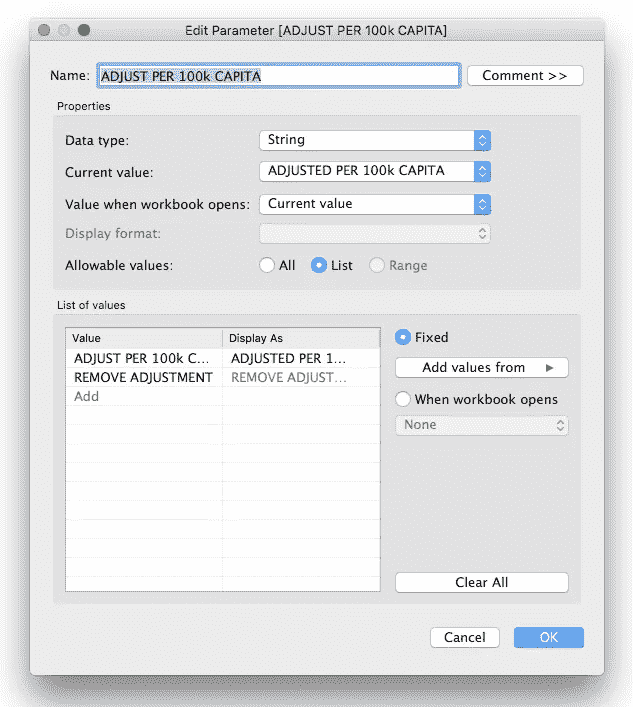 Edit Parameter [ADJUST PER 100k CAPITA]
Name: ADJUST PER 100k CAPITA Comment >>
Properties
Data type: String
Current value: ADJUSTED PER 100k CAPITA
Value when workbook opens: Current value
Display format:
Allowable values: All List Range
List of values
Value Display As
ADJUST PER 100k C... ADJUSTED PER 1...
REMOVE ADJUSTMENT REMOVE ADJUST...
Add
Fixed
Add values from
When workbook opens
None
Clear All
Cancel OK